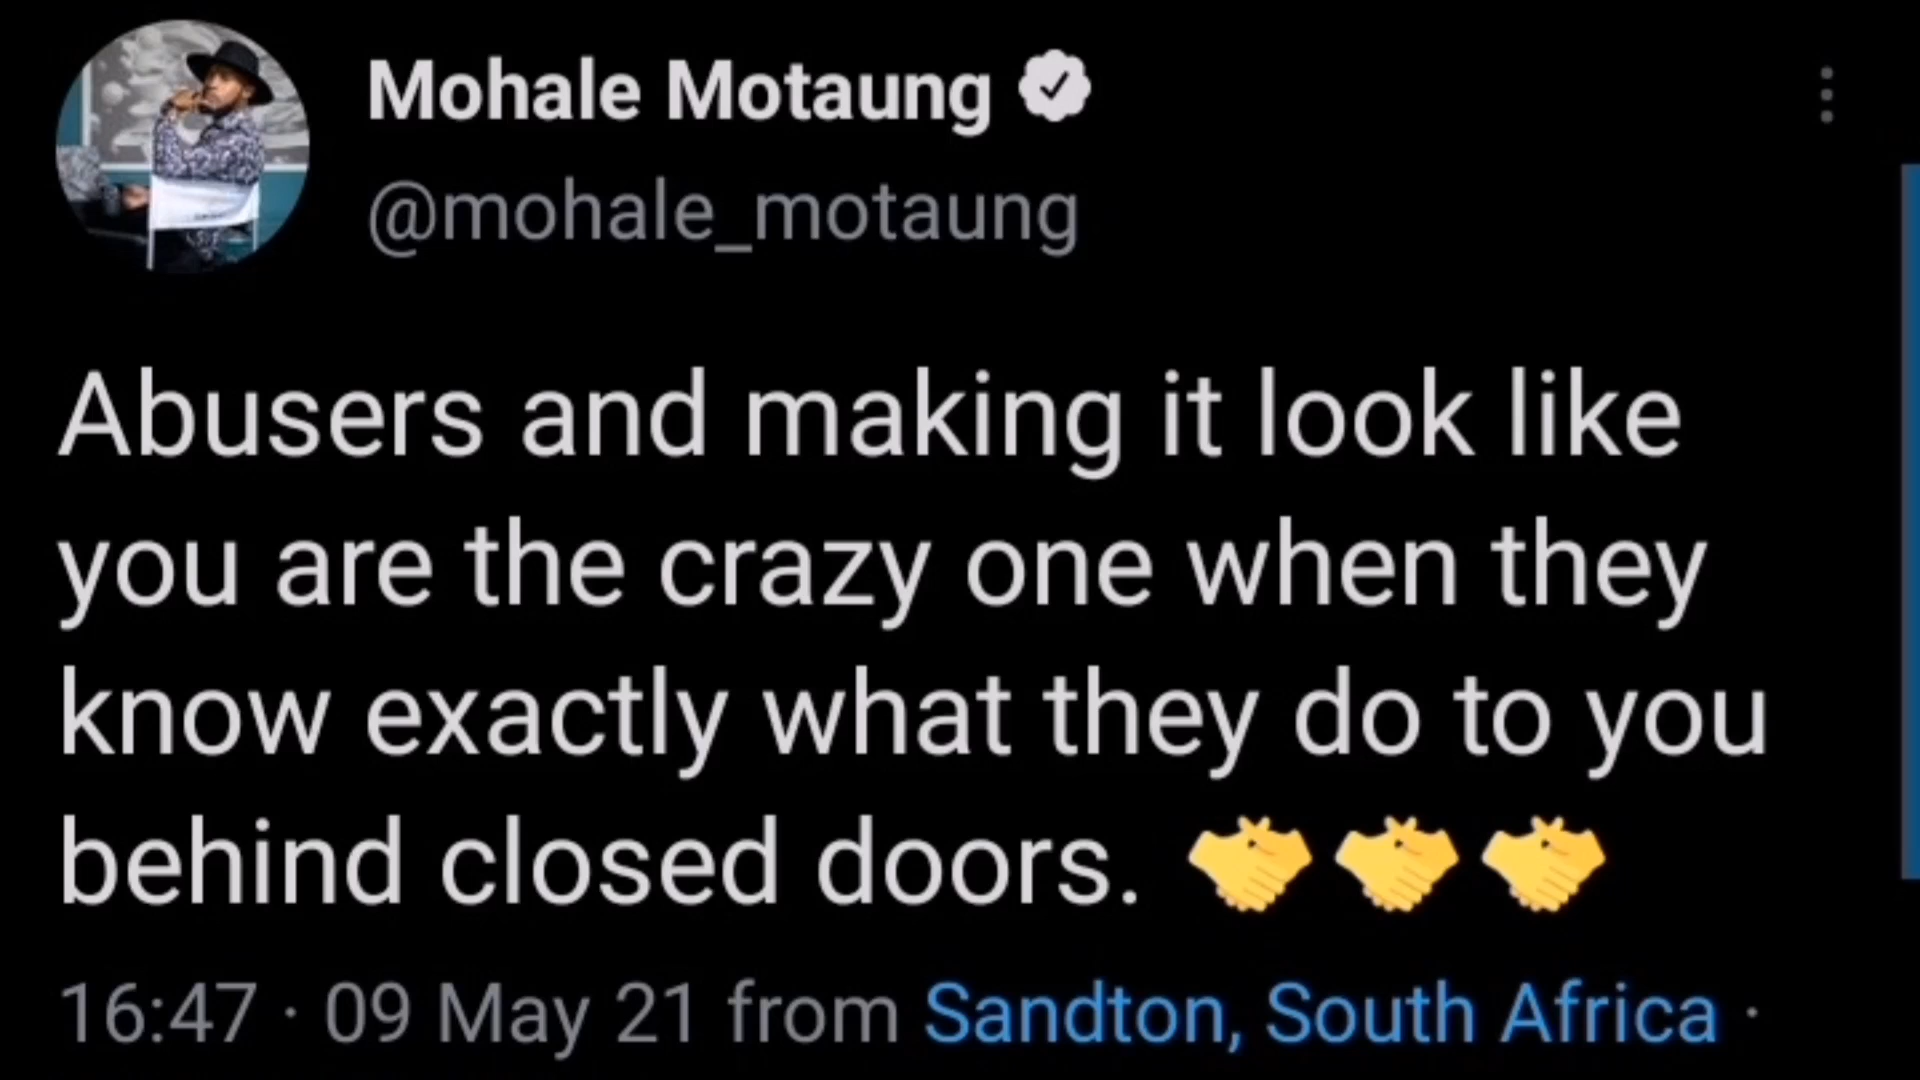 Mohale Motaung
@mohale_motaung
Abusers and making it look like
you are the crazy one when they
know exactly what they do to you
behind closed doors. 🤝🤝🤝
16:47 · 09 May 21 from Sandton, South Africa ·